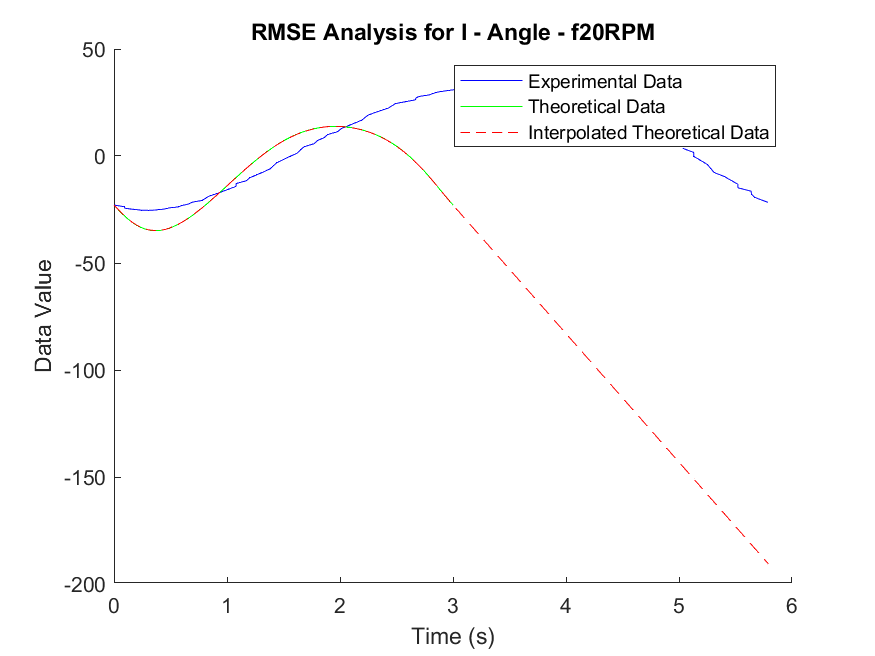 RMSE Analysis for I - Angle - f20RPM
50
0
-50
-100
-150
-200
Data Value
Experimental Data
Theoretical Data
Interpolated Theoretical Data
0 1 2 3 4 5 6
Time (s)